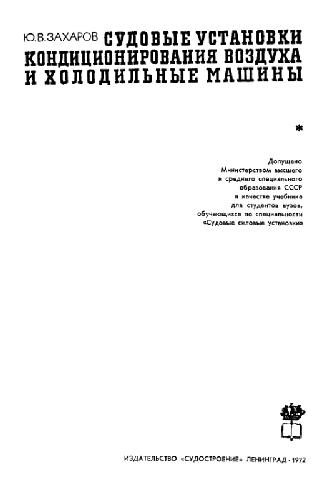 Ю.В.ЗАХАРОВ СУДОВЫЕ УСТАНОВКИ
КОНДИЦИОНИРОВАНИЯ ВОЗДУХА
И ХОЛОДИЛЬНЫЕ МАШИНЫ
*
Допущено
Министерством высшего
и среднего специального
образования СССР
в качестве учебника
для студентов вузов,
обучающихся по специальности
«Судовые силовые установки»
ИЗДАТЕЛЬСТВО «СУДОСТРОЕНИЕ» ЛЕНИНГРАД-1972